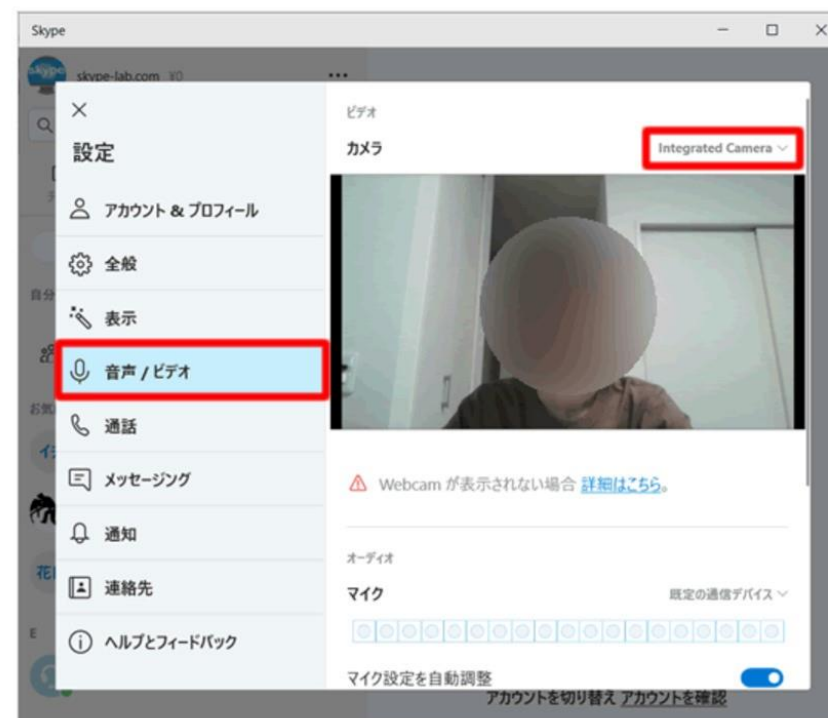 Skype
skype-lab.com ¥0
設定
アカウント & プロフィール
全般
表示
音声 / ビデオ
通話
メッセージング
通知
連絡先
ヘルプとフィードバック
ビデオ
カメラ
Integrated Camera
Webcam が表示されない場合 詳細はこちら。
オーディオ
マイク
既定の通信デバイス
マイク設定を自動調整
アカウントを切り替え アカウントを確認
自分
E